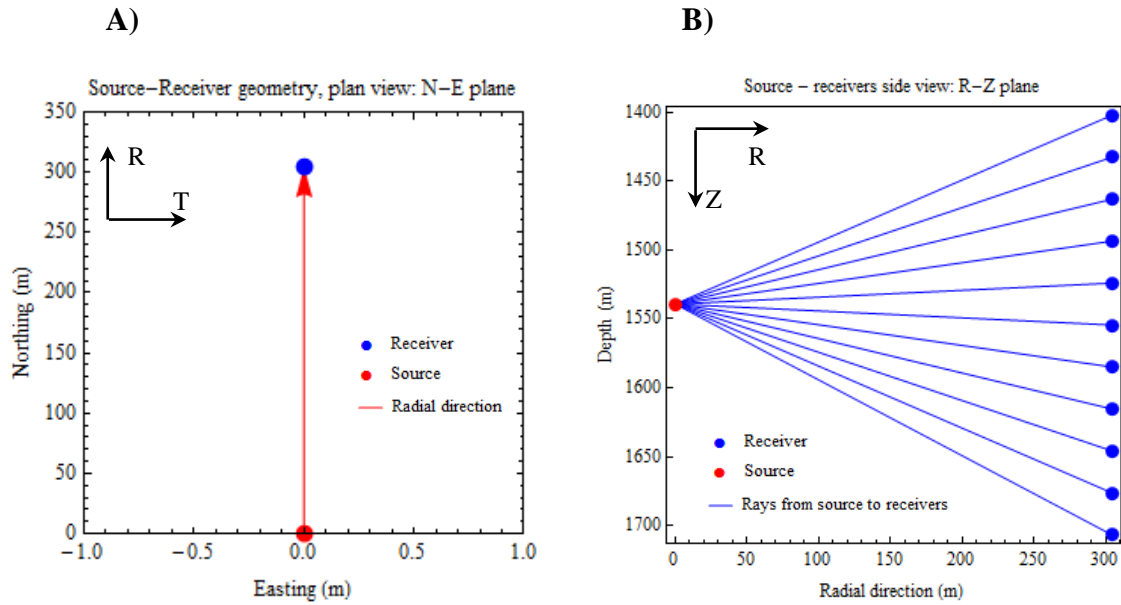 A)
Source−Receiver geometry, plan view: N−E plane
350
300
250
200
150
100
50
0
Northing (m)
R
T
Receiver
Source
Radial direction
−1.0
−0.5
0.0
0.5
1.0
Easting (m)
B)
Source − receivers side view: R−Z plane
1400
1450
1500
1550
1600
1650
1700
Depth (m)
R
Z
Receiver
Source
Rays from source to receivers
0
50
100
150
200
250
300
Radial direction (m)